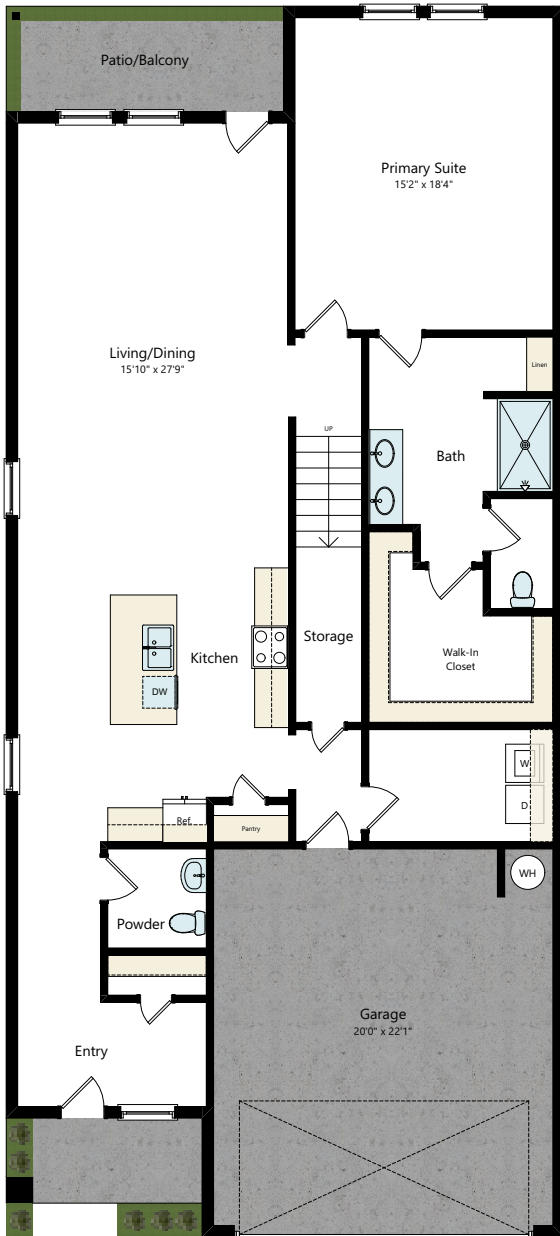 Patio/Balcony
Primary Suite
15'2" x 18'4"
Living/Dining
15'10" x 27'9"
Linen
UP
Bath
Storage
Kitchen
Walk-In
Closet
DW
W
D
Ref.
Pantry
WH
Powder
Garage
20'0" x 22'1"
Entry